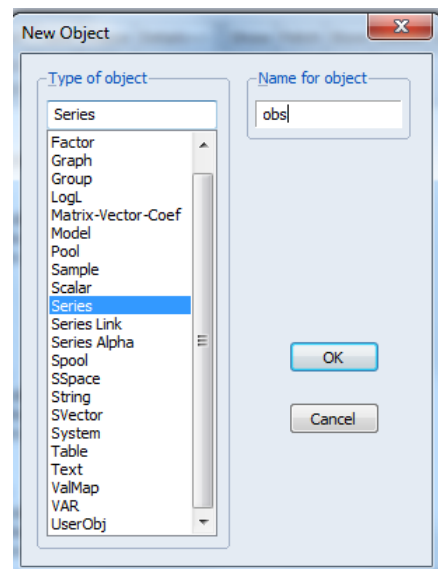 New Object
Type of object
Name for object
Series
obs
Factor
Graph
Group
LogL
Matrix-Vector-Coef
Model
Pool
Sample
Scalar
Series
Series Link
Series Alpha
Spool
SSpace
String
SVector
System
Table
Text
ValMap
VAR
UserObj
OK
Cancel